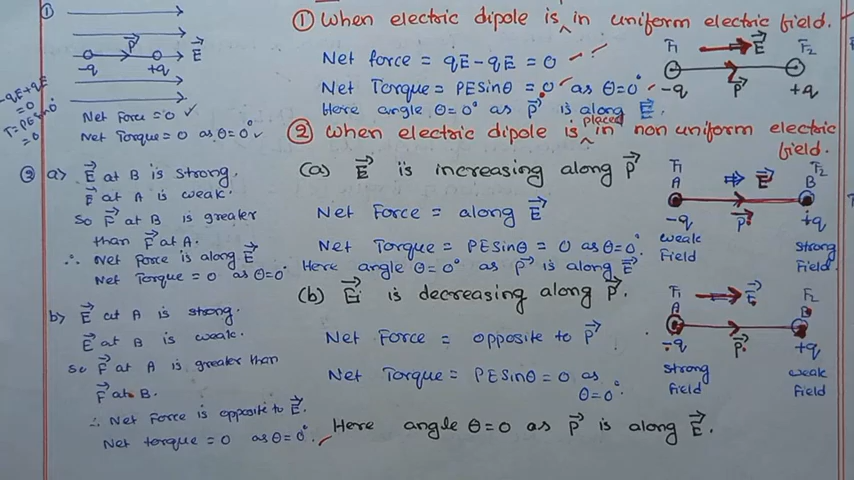 ①
P⃗
E⃗
-q +q
-qE+qE
=0
T=PEsin0°
=0
Net Force = 0 ✓
Net Torque = 0 as θ=0° ✓
③ a> E⃗ at B is strong.
E⃗ at A is weak.
So F⃗ at B is greater
than F⃗ at A.
∴ Net Force is along E⃗
Net Torque = 0 as θ=0°
b> E⃗ at A is strong.
E⃗ at B is weak.
so F⃗ at A is greater than
F⃗ at B.
∴ Net Force is opposite to E⃗.
Net torque = 0 as θ=0°.
① When electric dipole is ^ in uniform electric field.
Net force = qE - qE = 0
Net Torque = PEsinθ = 0 as θ=0°
Here angle θ=0° as P⃗ is along E⃗.
F₁ E⃗ F₂
-q P⃗ +q
② When electric dipole is ^placed in non uniform electric
field.
(a) E⃗ is increasing along P⃗
Net Force = along E⃗
Net Torque = PEsinθ = 0 as θ=0°
Here angle θ=0° as P⃗ is along E⃗
F₁ F₂
A E⃗ B
-q P⃗ +q
weak strong
Field Field.
(b) E⃗ is decreasing along P⃗.
Net Force = opposite to P⃗
Net Torque = PEsinθ = 0 as
θ=0°.
Here angle θ=0 as P⃗ is along E⃗.
F₁ E⃗ F₂
A B
-q P⃗ +q
strong weak
field field